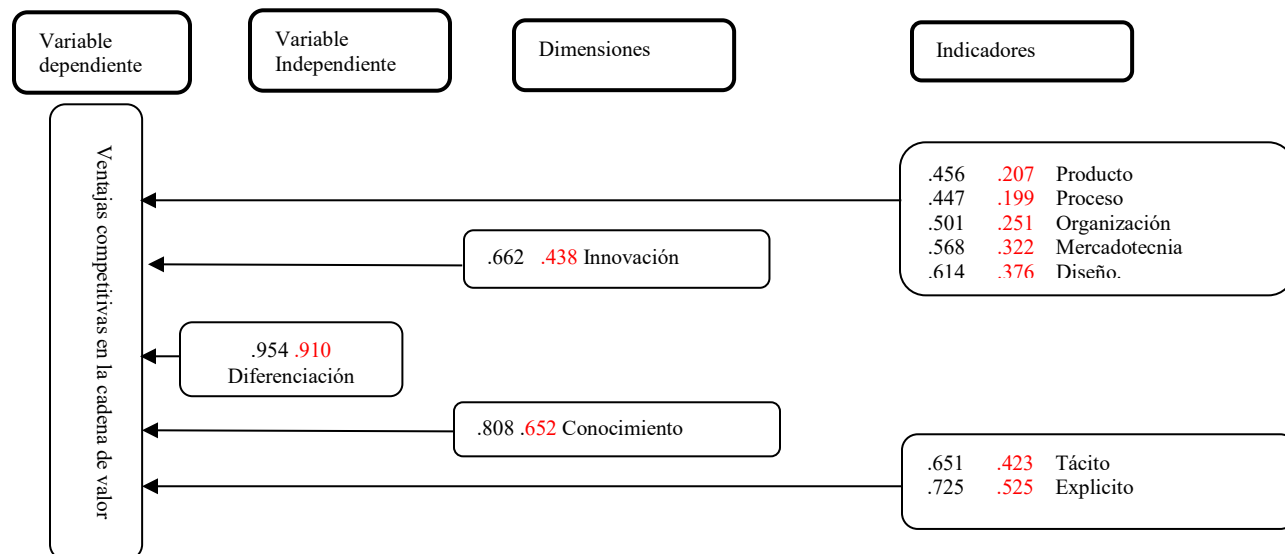 Variable
dependiente
Variable
Independiente
Dimensiones
Indicadores
Ventajas competitivas en la cadena de valor
.456 .207 Producto
.447 .199 Proceso
.501 .251 Organización
.568 .322 Mercadotecnia
.614 .376 Diseño.
.662 .438 Innovación
.954 .910
Diferenciación
.808 .652 Conocimiento
.651 .423 Tácito
.725 .525 Explicito